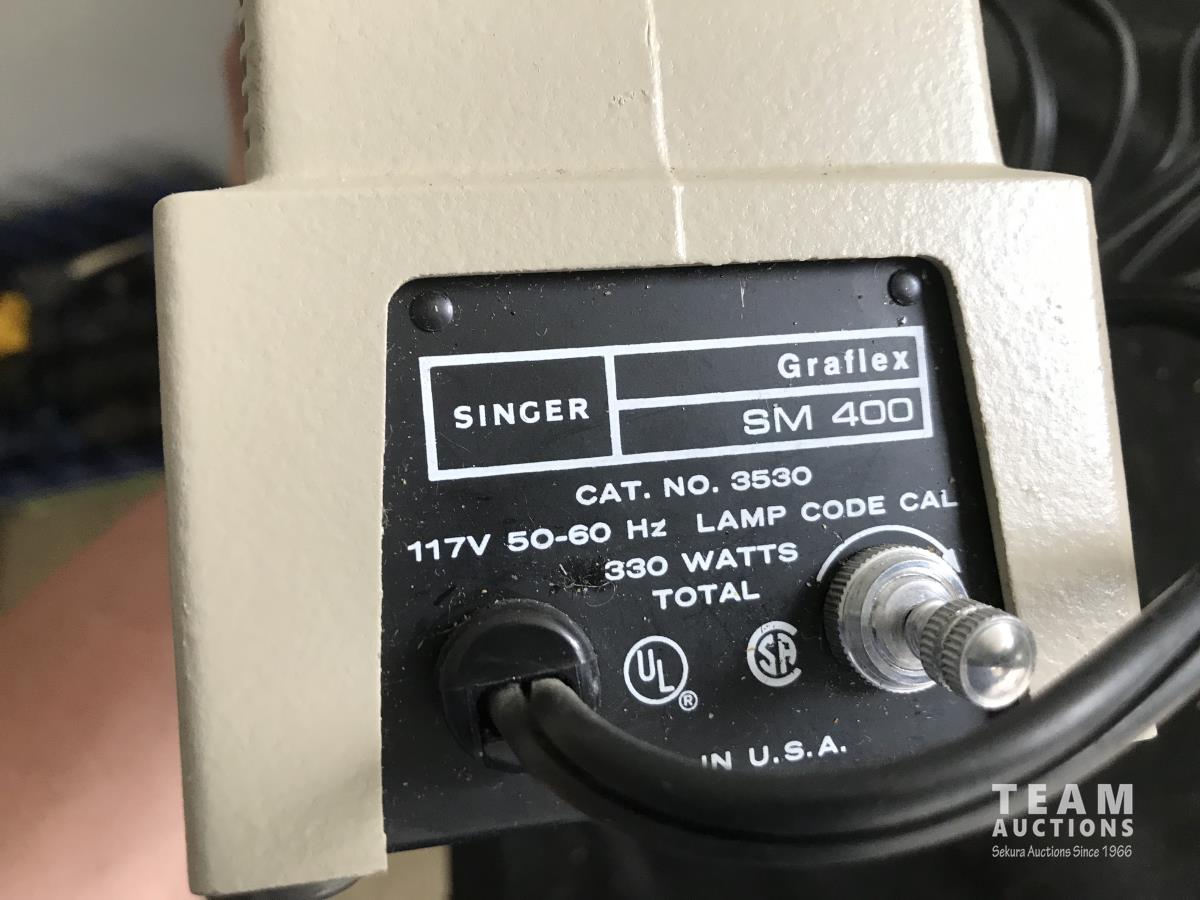 SINGER
Graflex
SM 400
CAT. NO. 3530
117V 50-60 Hz LAMP CODE CAL
330 WATTS
TOTAL
UL®
SA
IN U.S.A.
TEAM
AUCTIONS
Sekura Auctions Since 1966